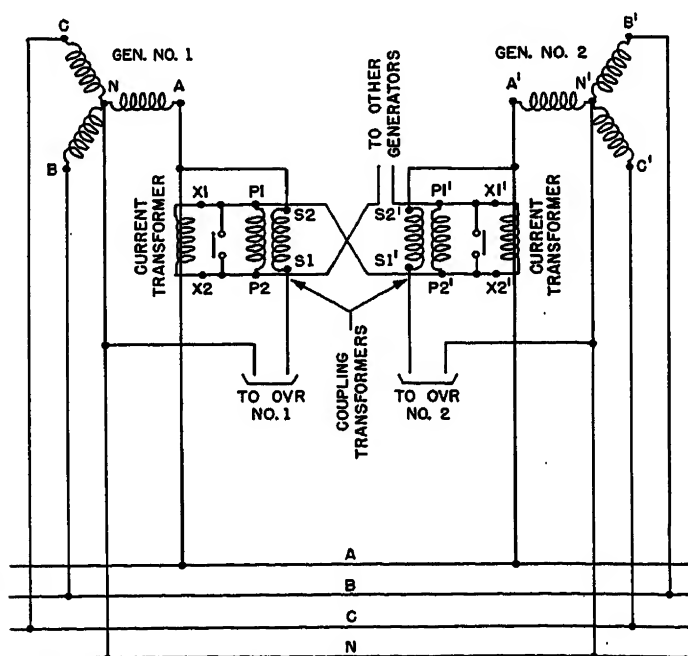 C
GEN. NO. 1
N
A
B
CURRENT
TRANSFORMER
X1
P1
S2
S1
X2
P2
TO OTHER
GENERATORS
GEN. NO. 2
B'
A'
N'
C'
S2'
P1'
X1'
S1'
P2'
X2'
CURRENT
TRANSFORMER
COUPLING
TRANSFORMERS
TO OVR
NO. 1
TO OVR
NO. 2
A
B
C
N